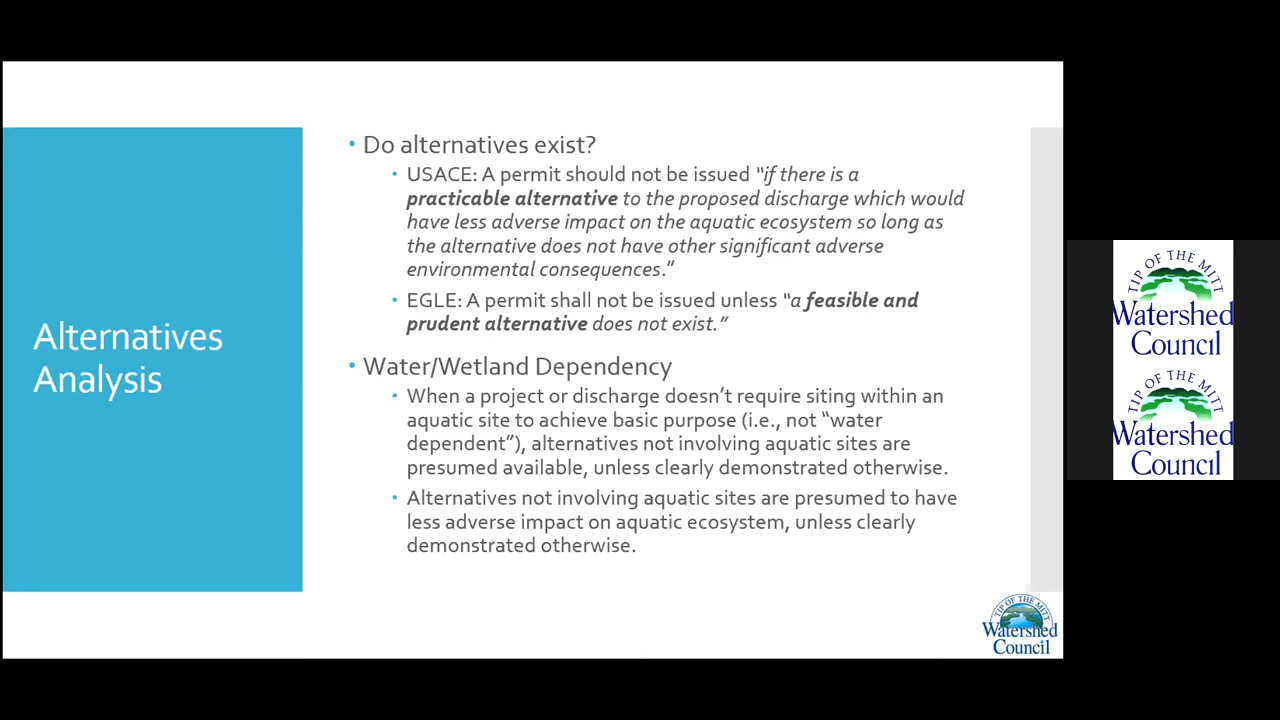 Alternatives
Analysis
• Do alternatives exist?
• USACE: A permit should not be issued “if there is a
practicable alternative to the proposed discharge which would
have less adverse impact on the aquatic ecosystem so long as
the alternative does not have other significant adverse
environmental consequences.”
• EGLE: A permit shall not be issued unless “a feasible and
prudent alternative does not exist.”
• Water/Wetland Dependency
• When a project or discharge doesn’t require siting within an
aquatic site to achieve basic purpose (i.e., not “water
dependent”), alternatives not involving aquatic sites are
presumed available, unless clearly demonstrated otherwise.
• Alternatives not involving aquatic sites are presumed to have
less adverse impact on aquatic ecosystem, unless clearly
demonstrated otherwise.
TIP OF THE MITT
Watershed
Council
TIP OF THE MITT
Watershed
Council
TIP OF THE MITT
Watershed
Council